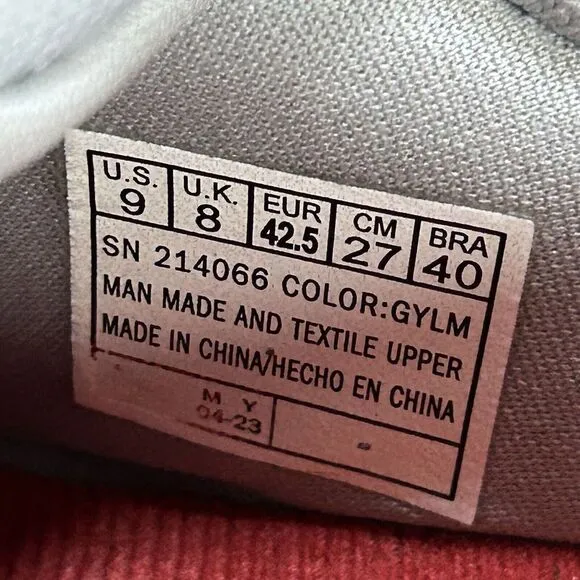 U.S. U.K. EUR CM BRA
9 8 42.5 27 40
SN 214066 COLOR:GYLM
MAN MADE AND TEXTILE UPPER
MADE IN CHINA/HECHO EN CHINA
M Y
04-23